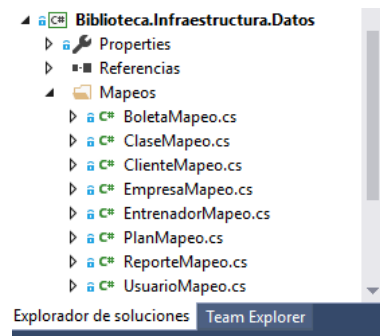 C# Biblioteca.Infraestructura.Datos
Properties
Referencias
Mapeos
C# BoletaMapeo.cs
C# ClaseMapeo.cs
C# ClienteMapeo.cs
C# EmpresaMapeo.cs
C# EntrenadorMapeo.cs
C# PlanMapeo.cs
C# ReporteMapeo.cs
C# UsuarioMapeo.cs
Explorador de soluciones Team Explorer